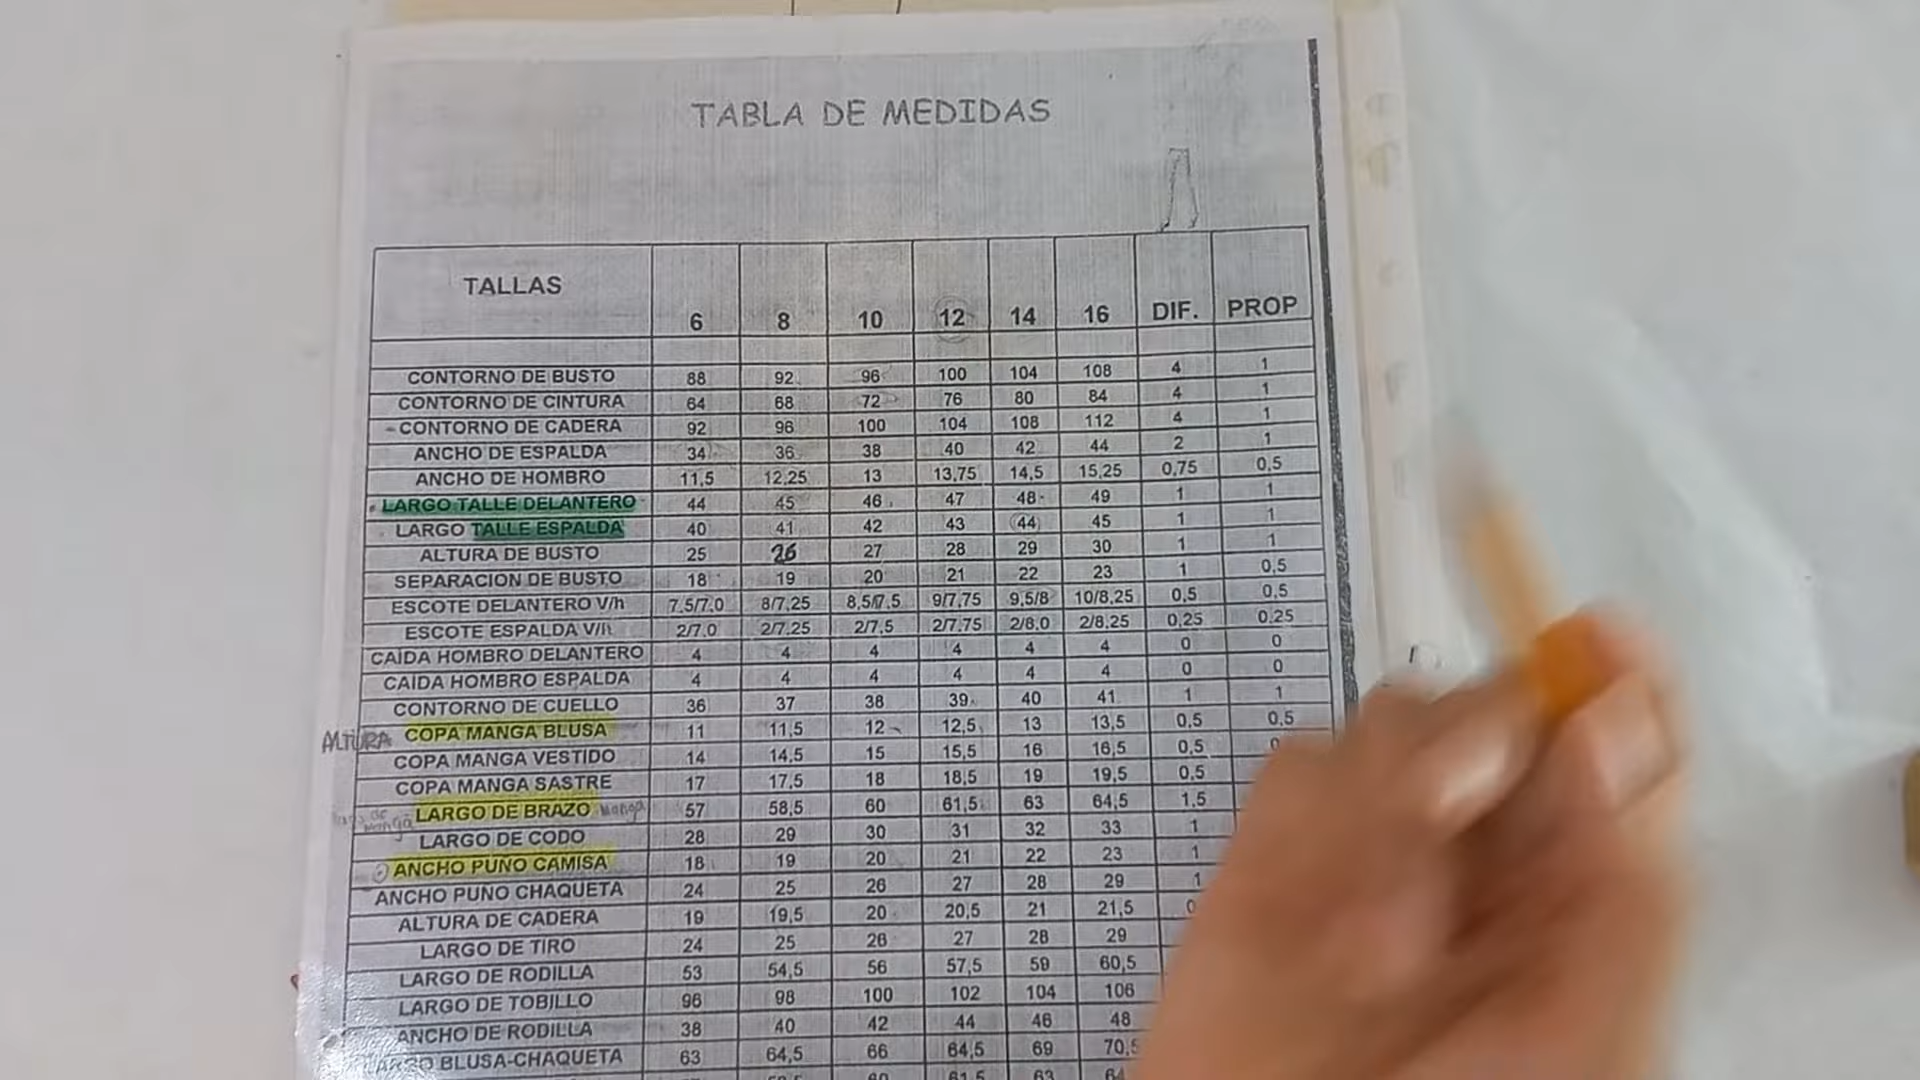 TABLA DE MEDIDAS
TALLAS 6 8 10 12 14 16 DIF. PROP
CONTORNO DE BUSTO 88 92 96 100 104 108 4 1
CONTORNO DE CINTURA 64 68 72 76 80 84 4 1
CONTORNO DE CADERA 92 96 100 104 108 112 4 1
ANCHO DE ESPALDA 34 36 38 40 42 44 2 1
ANCHO DE HOMBRO 11,5 12,25 13 13,75 14,5 15,25 0,75 0,5
LARGO TALLE DELANTERO 44 45 46 47 48 49 1 1
LARGO TALLE ESPALDA 40 41 42 43 44 45 1 1
ALTURA DE BUSTO 25 26 27 28 29 30 1 1
SEPARACION DE BUSTO 18 19 20 21 22 23 1 0,5
ESCOTE DELANTERO V/h 7.5/7,0 8/7,25 8,5/7,5 9/7,75 9,5/8 10/8,25 0,5 0,5
ESCOTE ESPALDA V/h 2/7.0 2/7,25 2/7,5 2/7,75 2/8,0 2/8,25 0,25 0,25
CAIDA HOMBRO DELANTERO 4 4 4 4 4 4 0 0
CAIDA HOMBRO ESPALDA 4 4 4 4 4 4 0 0
CONTORNO DE CUELLO 36 37 38 39 40 41 1 1
ALTURA COPA MANGA BLUSA 11 11,5 12 12,5 13 13,5 0,5 0,5
COPA MANGA VESTIDO 14 14,5 15 15,5 16 16,5 0,5
COPA MANGA SASTRE 17 17,5 18 18,5 19 19,5 0,5
LARGO DE BRAZO Manga 57 58,5 60 61,5 63 64,5 1,5
LARGO DE CODO 28 29 30 31 32 33 1
ANCHO PUÑO CAMISA 18 19 20 21 22 23 1
ANCHO PUÑO CHAQUETA 24 25 26 27 28 29 1
ALTURA DE CADERA 19 19,5 20 20,5 21 21,5
LARGO DE TIRO 24 25 26 27 28 29
LARGO DE RODILLA 53 54,5 56 57,5 59 60,5
LARGO DE TOBILLO 96 98 100 102 104 106
ANCHO DE RODILLA 38 40 42 44 46 48
LARGO BLUSA-CHAQUETA 63 64,5 66 64,5 69 70,5